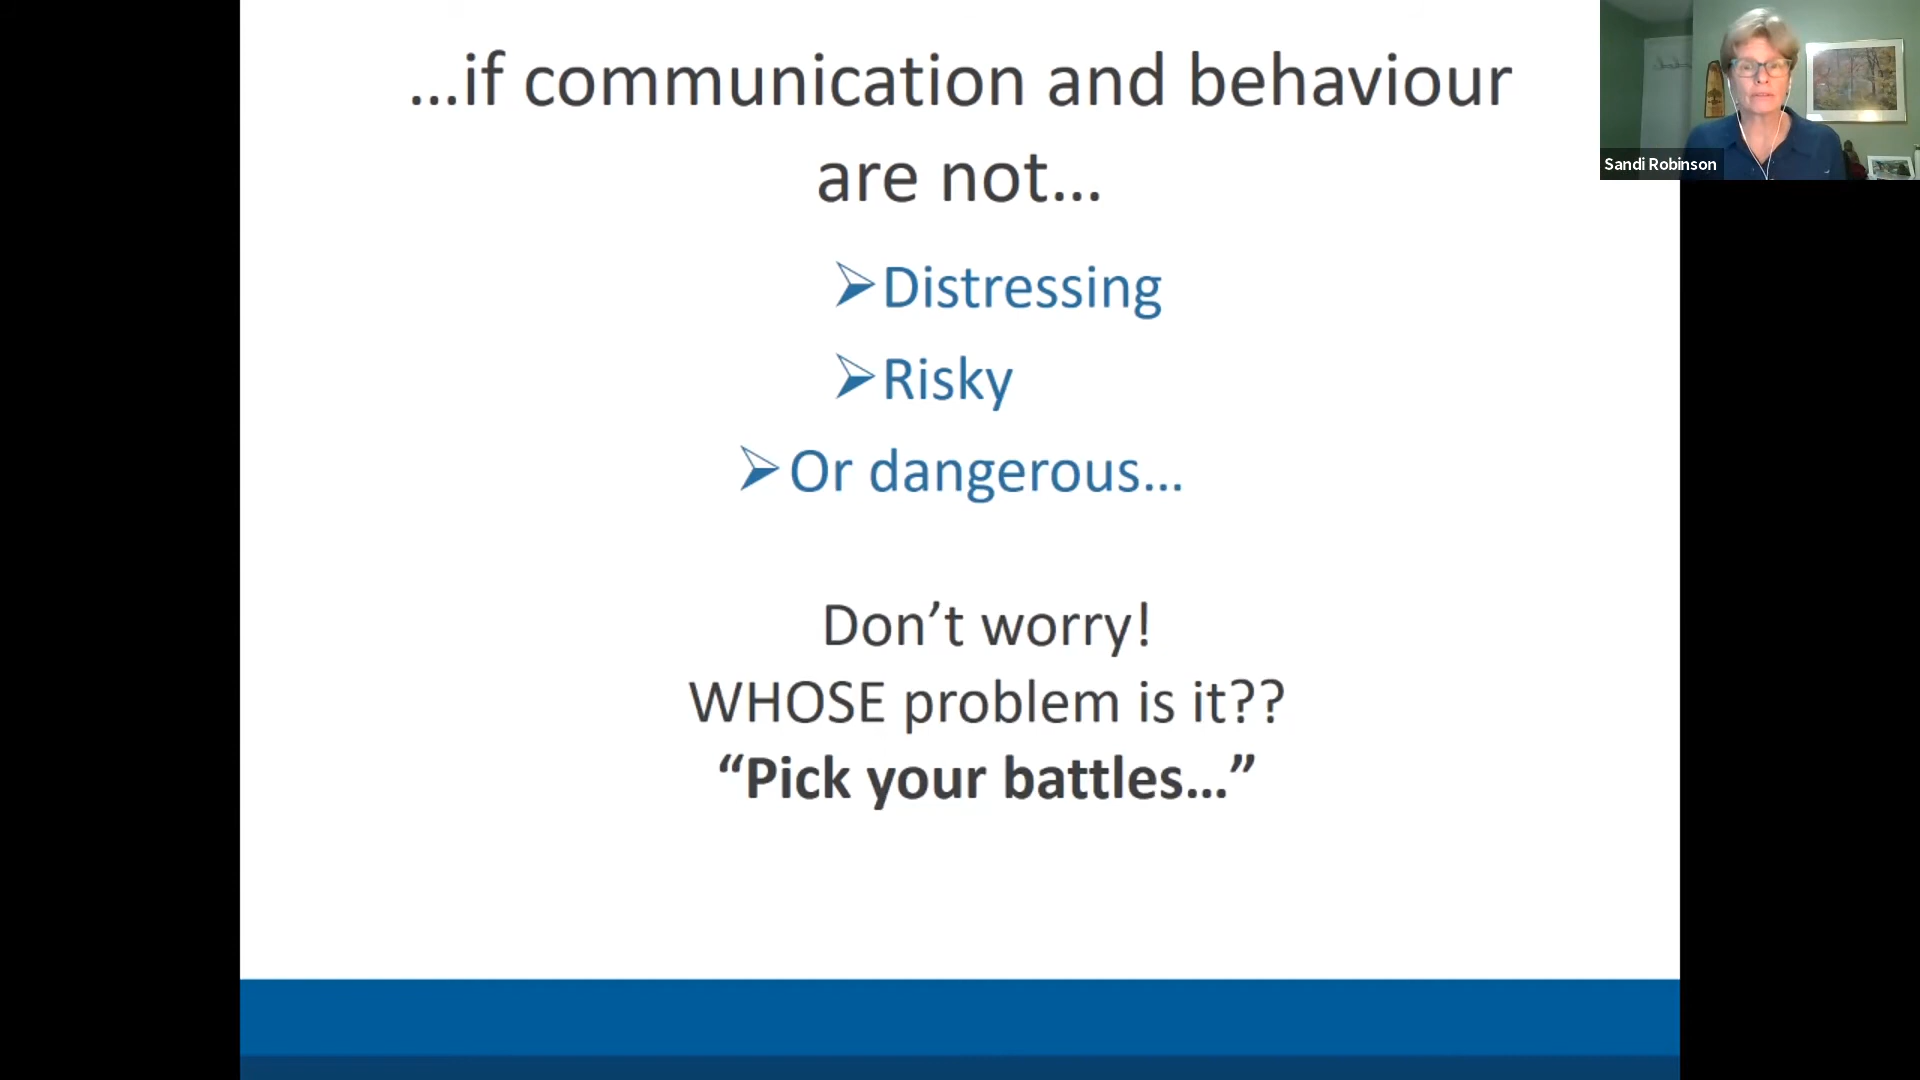 ...if communication and behaviour
are not...
➢Distressing
➢Risky
➢Or dangerous...
Don’t worry!
WHOSE problem is it??
“Pick your battles...”
Sandi Robinson